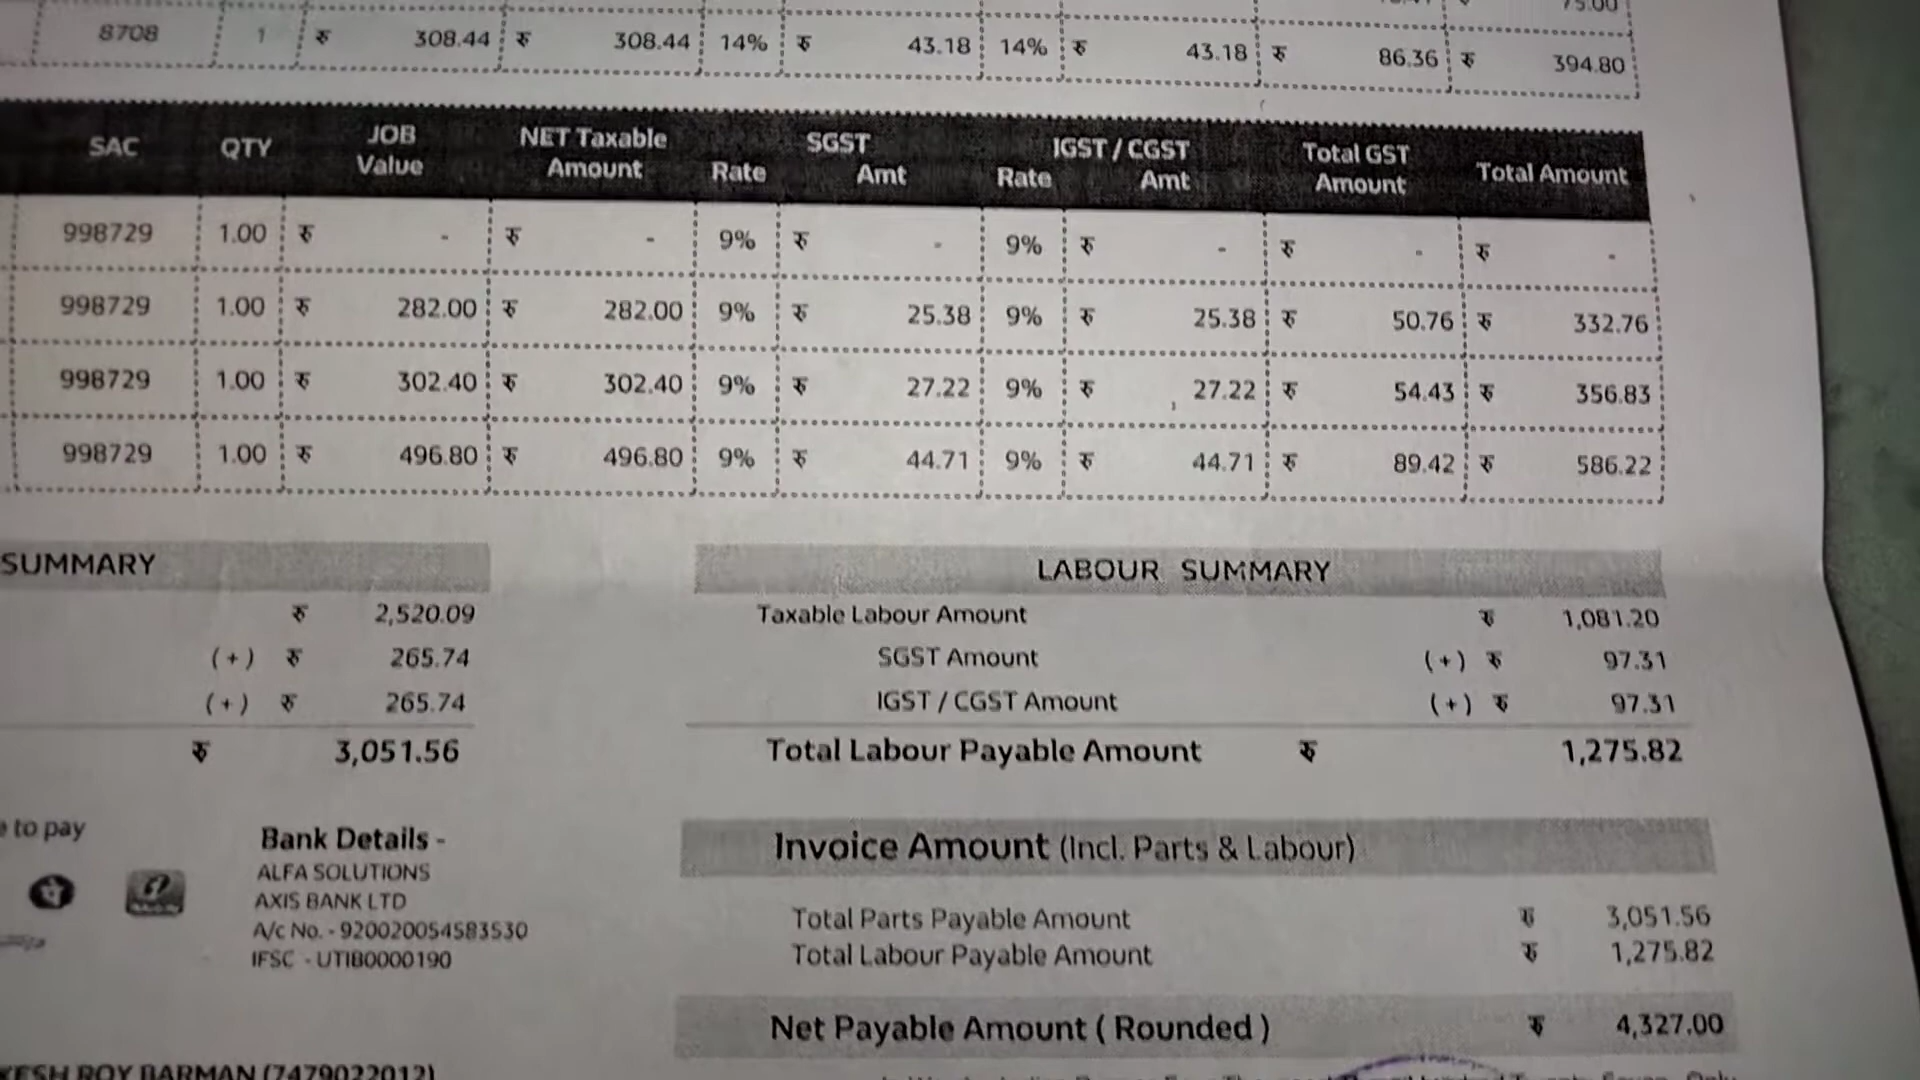 75.00
8708 1 रु 308.44 रु 308.44 14% रु 43.18 14% रु 43.18 रु 86.36 रु 394.80
SAC QTY JOB Value NET Taxable Amount SGST Rate Amt IGST / CGST Rate Amt Total GST Amount Total Amount
998729 1.00 रु - रु - 9% रु - 9% रु - रु - रु -
998729 1.00 रु 282.00 रु 282.00 9% रु 25.38 9% रु 25.38 रु 50.76 रु 332.76
998729 1.00 रु 302.40 रु 302.40 9% रु 27.22 9% रु 27.22 रु 54.43 रु 356.83
998729 1.00 रु 496.80 रु 496.80 9% रु 44.71 9% रु 44.71 रु 89.42 रु 586.22
SUMMARY
रु 2,520.09
(+) रु 265.74
(+) रु 265.74
रु 3,051.56
LABOUR SUMMARY
Taxable Labour Amount रु 1,081.20
SGST Amount (+) रु 97.31
IGST / CGST Amount (+) रु 97.31
Total Labour Payable Amount रु 1,275.82
to pay
Bank Details -
ALFA SOLUTIONS
AXIS BANK LTD
A/c No. - 920020054583530
IFSC - UTIB0000190
Invoice Amount (Incl. Parts & Labour)
Total Parts Payable Amount रु 3,051.56
Total Labour Payable Amount रु 1,275.82
Net Payable Amount ( Rounded ) रु 4,327.00
KESH ROY BARMAN (7479022012)